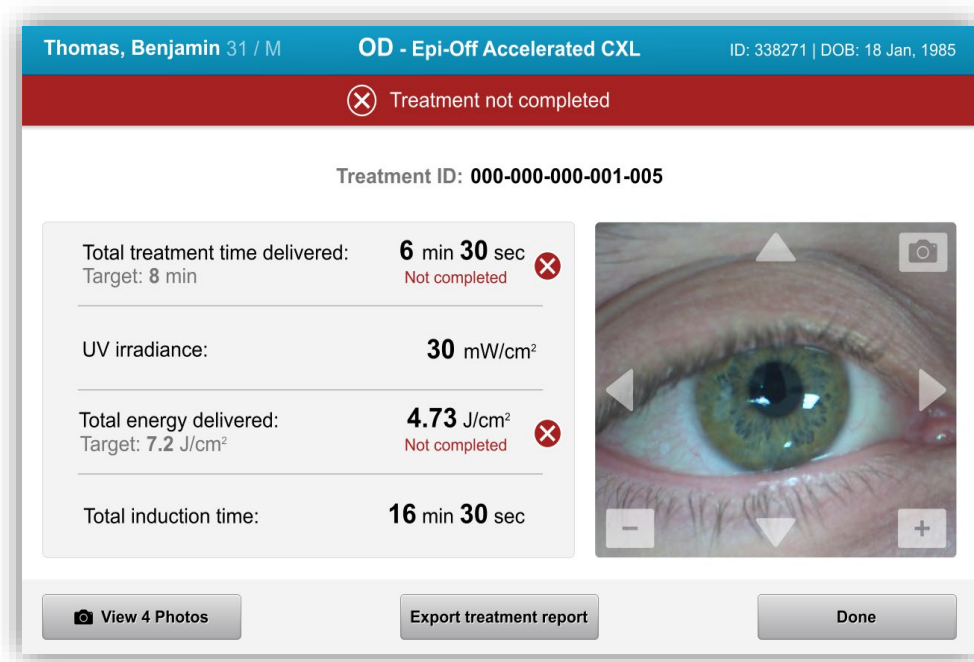 Thomas, Benjamin 31 / M OD - Epi-Off Accelerated CXL ID: 338271 | DOB: 18 Jan, 1985
Treatment not completed
Treatment ID: 000-000-000-001-005
Total treatment time delivered: 6 min 30 sec
Target: 8 min Not completed
UV irradiance: 30 mW/cm²
Total energy delivered: 4.73 J/cm²
Target: 7.2 J/cm² Not completed
Total induction time: 16 min 30 sec
View 4 Photos Export treatment report Done